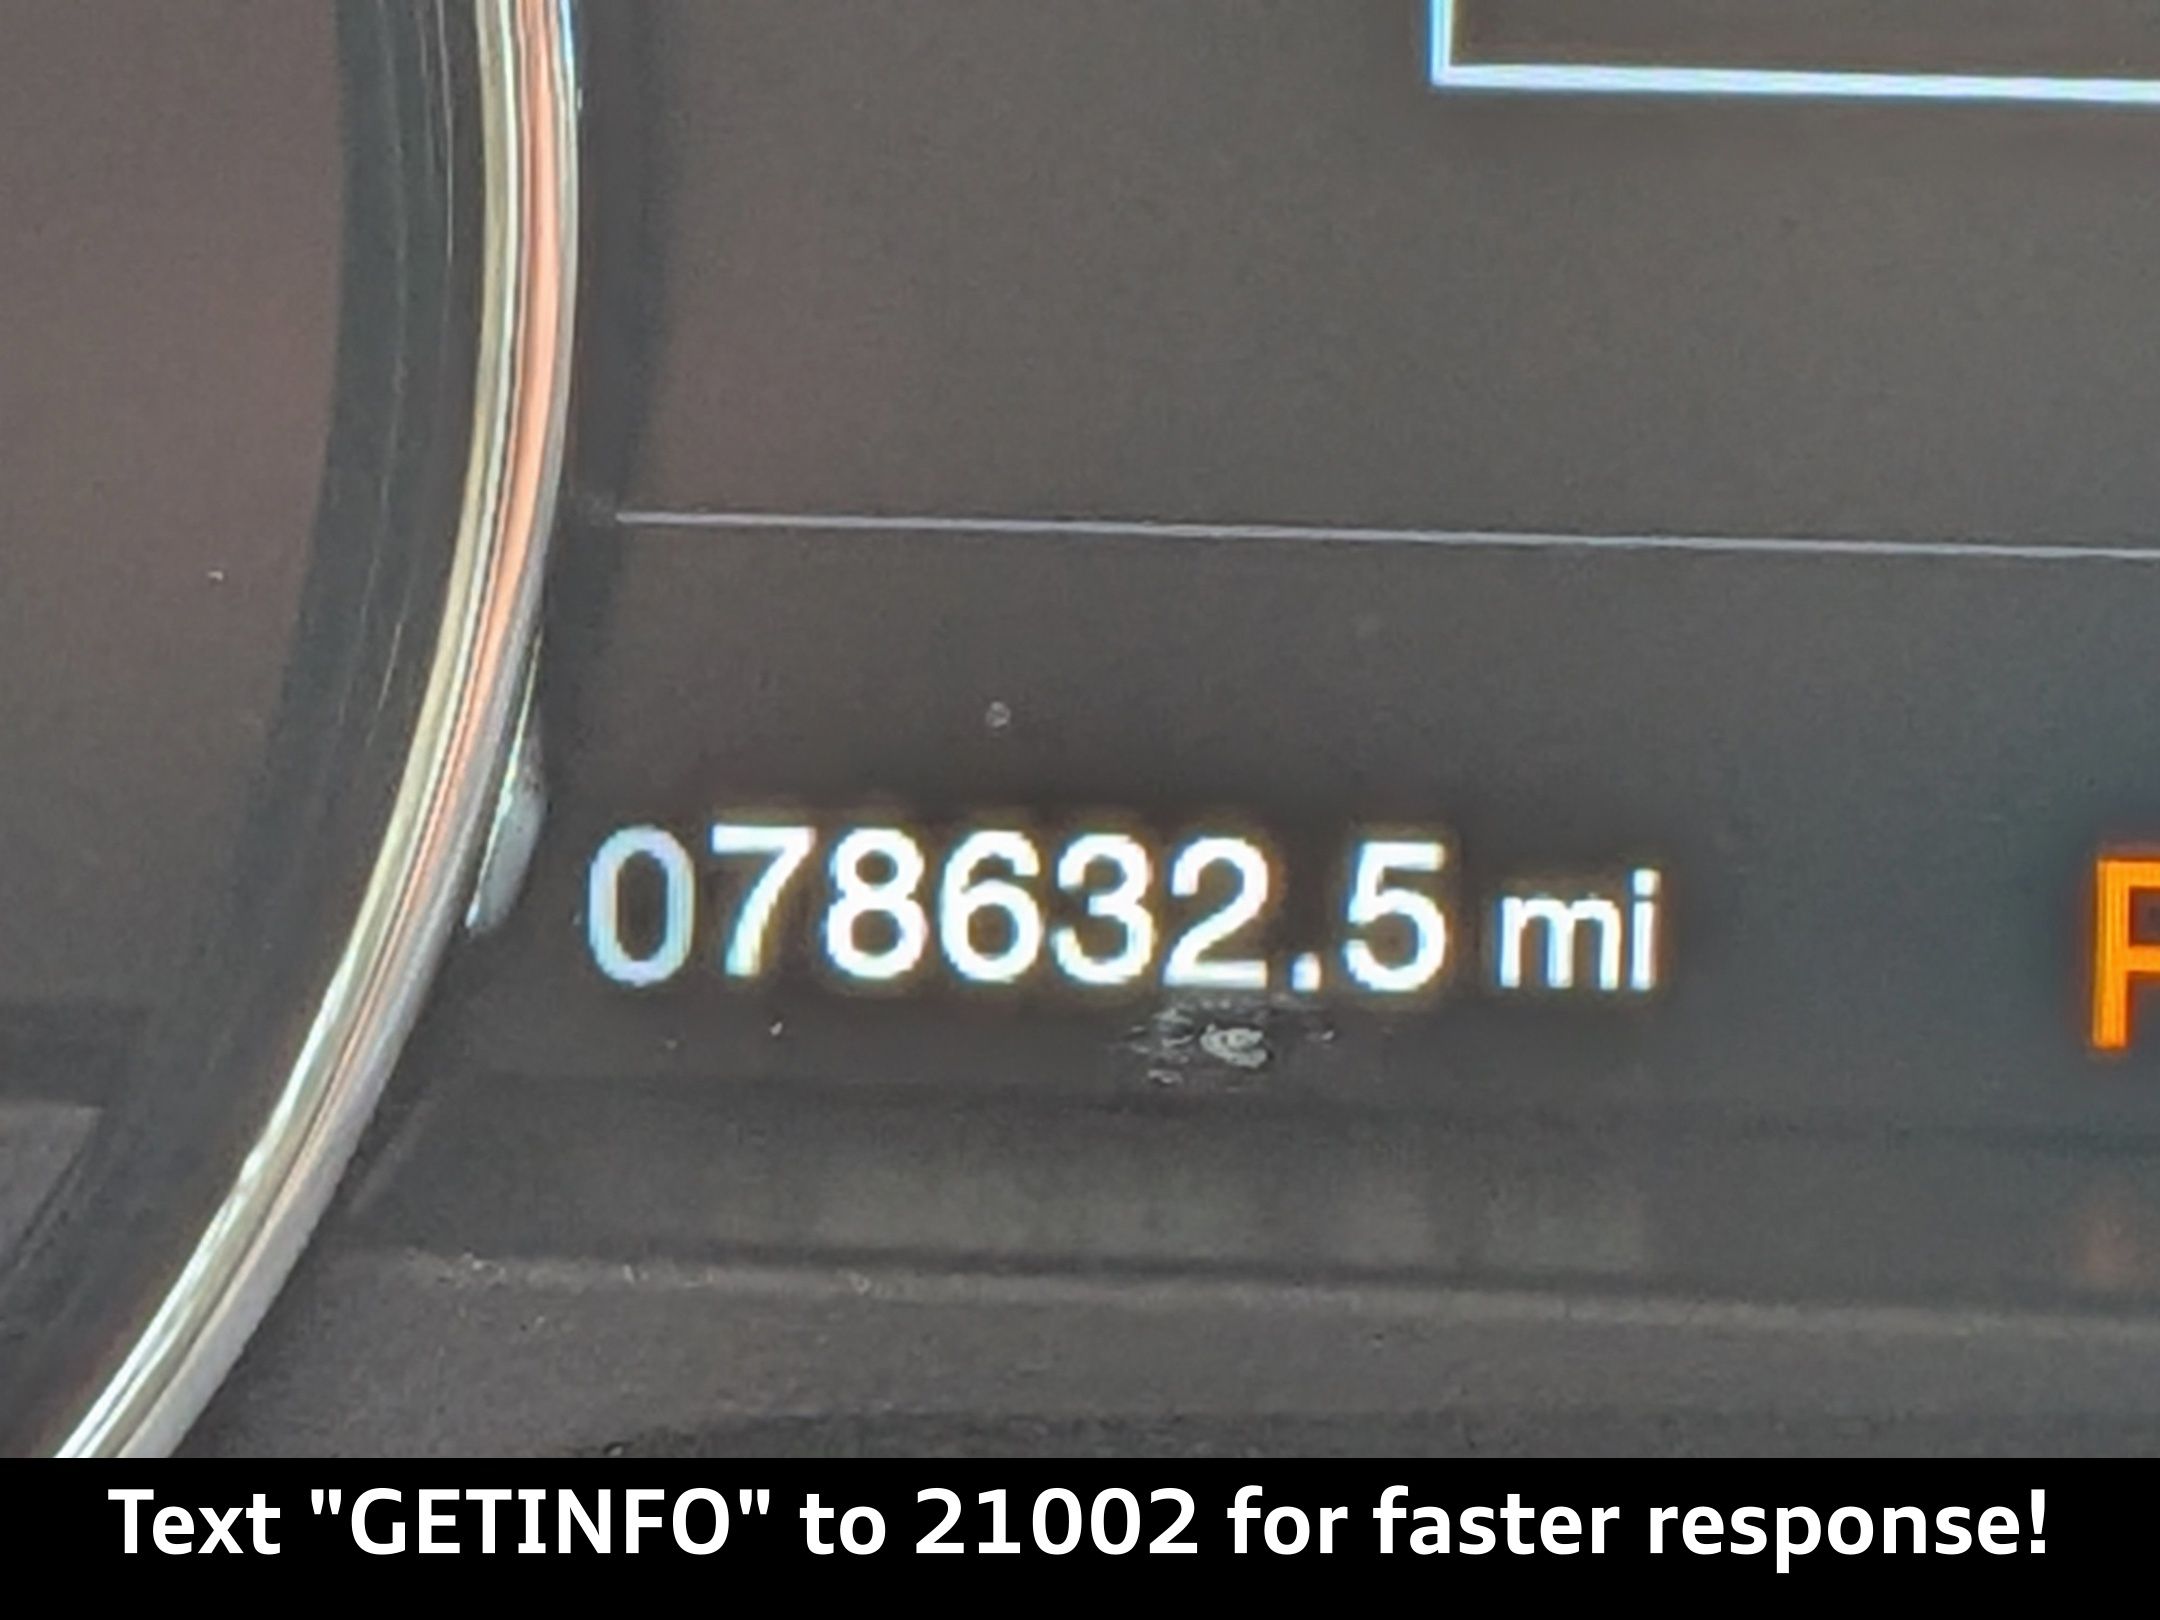 078632.5 mi
Text "GETINFO" to 21002 for faster response!